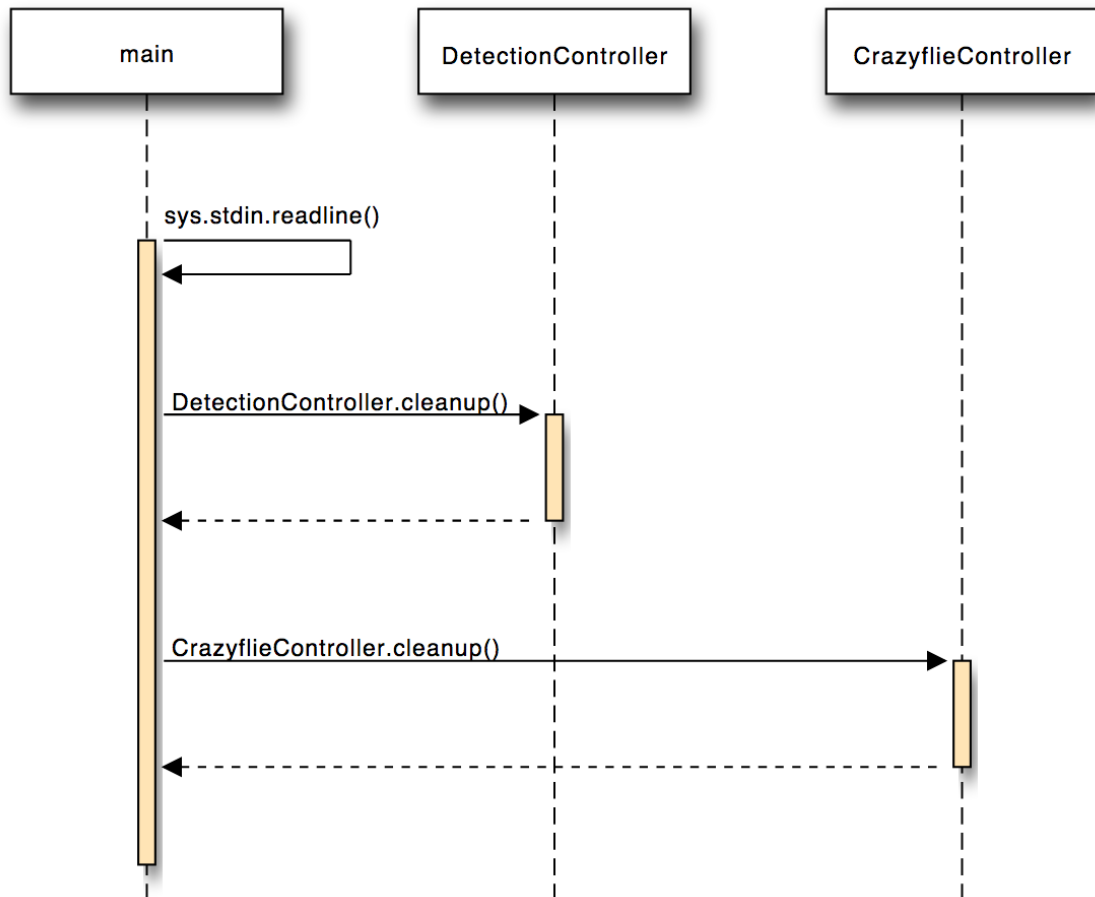 main
DetectionController
CrazyflieController
sys.stdin.readline()
DetectionController.cleanup()
CrazyflieController.cleanup()